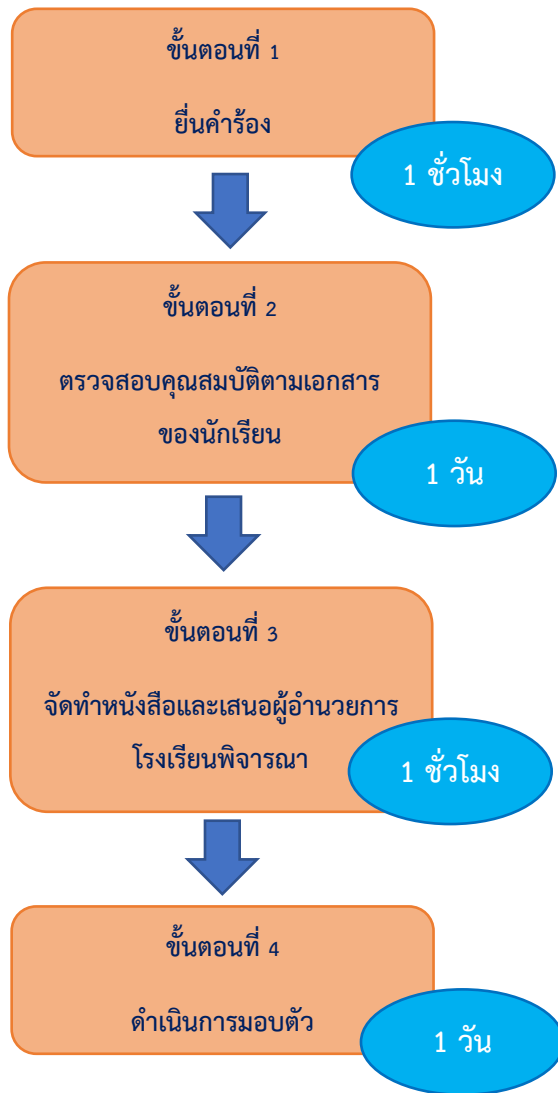 ขั้นตอนที่ 1
ยื่นคำร้อง
1 ชั่วโมง
ขั้นตอนที่ 2
ตรวจสอบคุณสมบัติตามเอกสาร
ของนักเรียน
1 วัน
ขั้นตอนที่ 3
จัดทำหนังสือและเสนอผู้อำนวยการ
โรงเรียนพิจารณา
1 ชั่วโมง
ขั้นตอนที่ 4
ดำเนินการมอบตัว
1 วัน